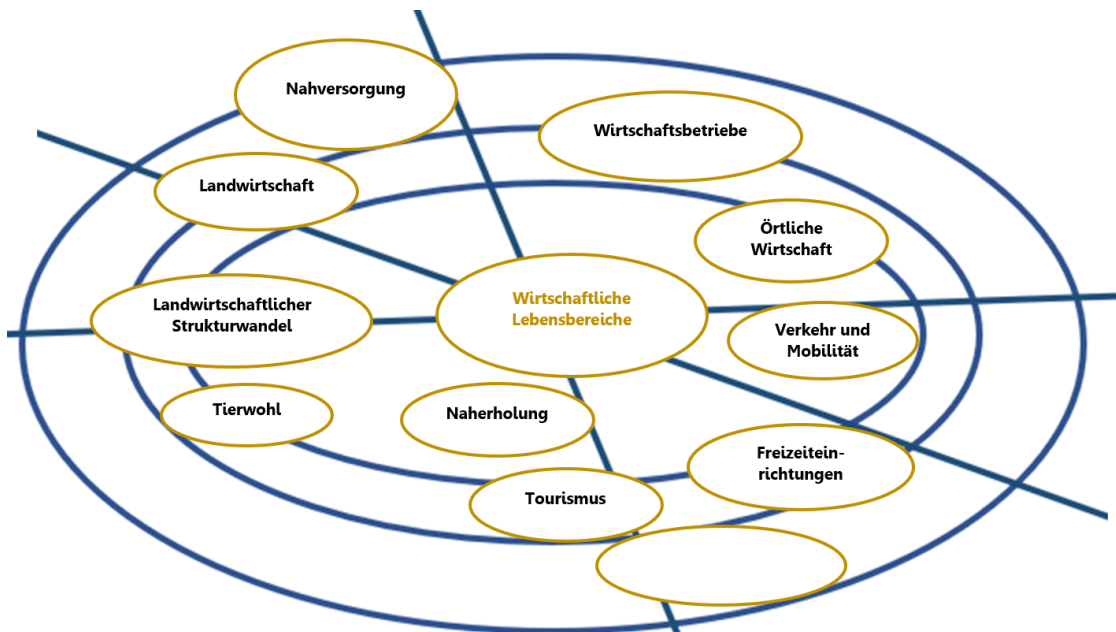 Nahversorgung
Wirtschaftsbetriebe
Landwirtschaft
Örtliche
Wirtschaft
Wirtschaftliche
Lebensbereiche
Landwirtschaftlicher
Strukturwandel
Verkehr und
Mobilität
Tierwohl
Naherholung
Freizeitein-
richtungen
Tourismus